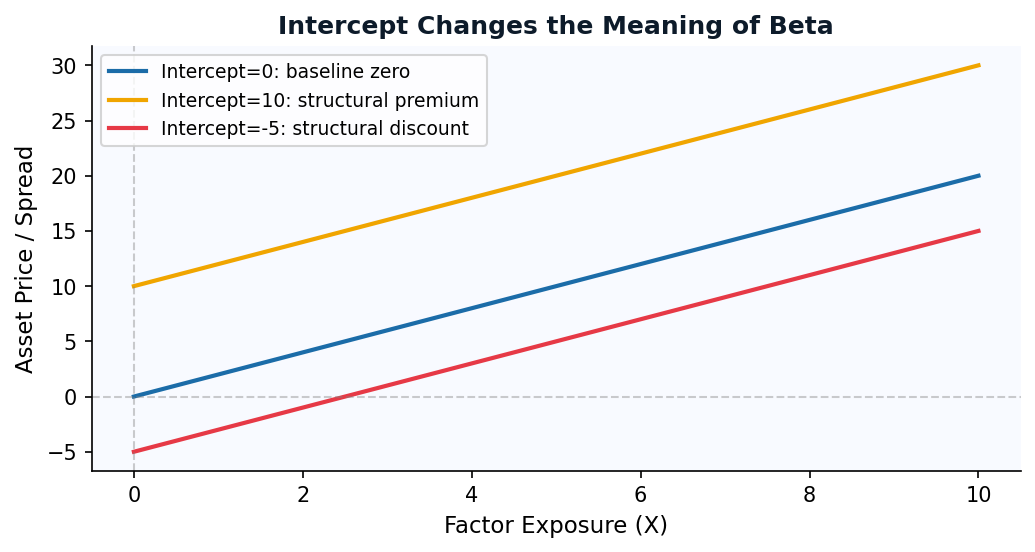 Intercept Changes the Meaning of Beta
Intercept=0: baseline zero
Intercept=10: structural premium
Intercept=-5: structural discount
Asset Price / Spread
30
25
20
15
10
5
0
−5
0 2 4 6 8 10
Factor Exposure (X)